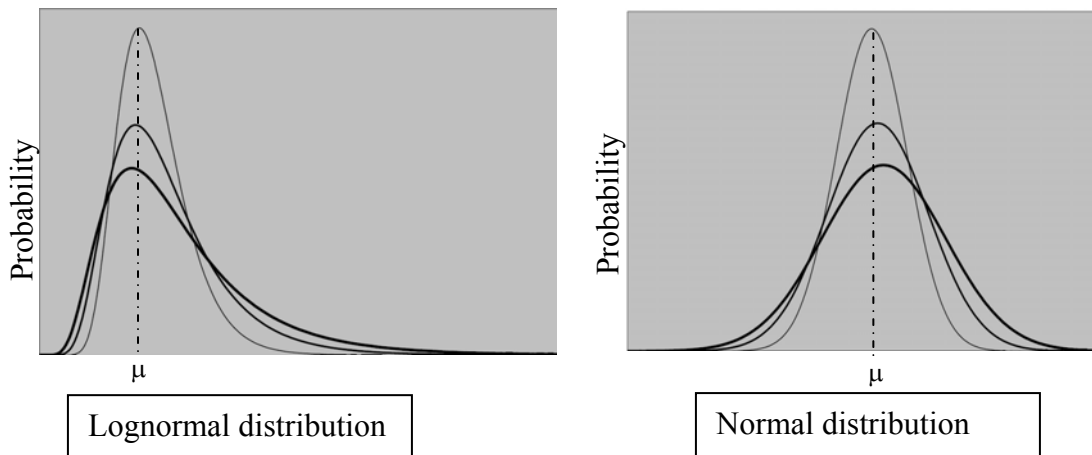 Probability
μ
Lognormal distribution
Probability
μ
Normal distribution